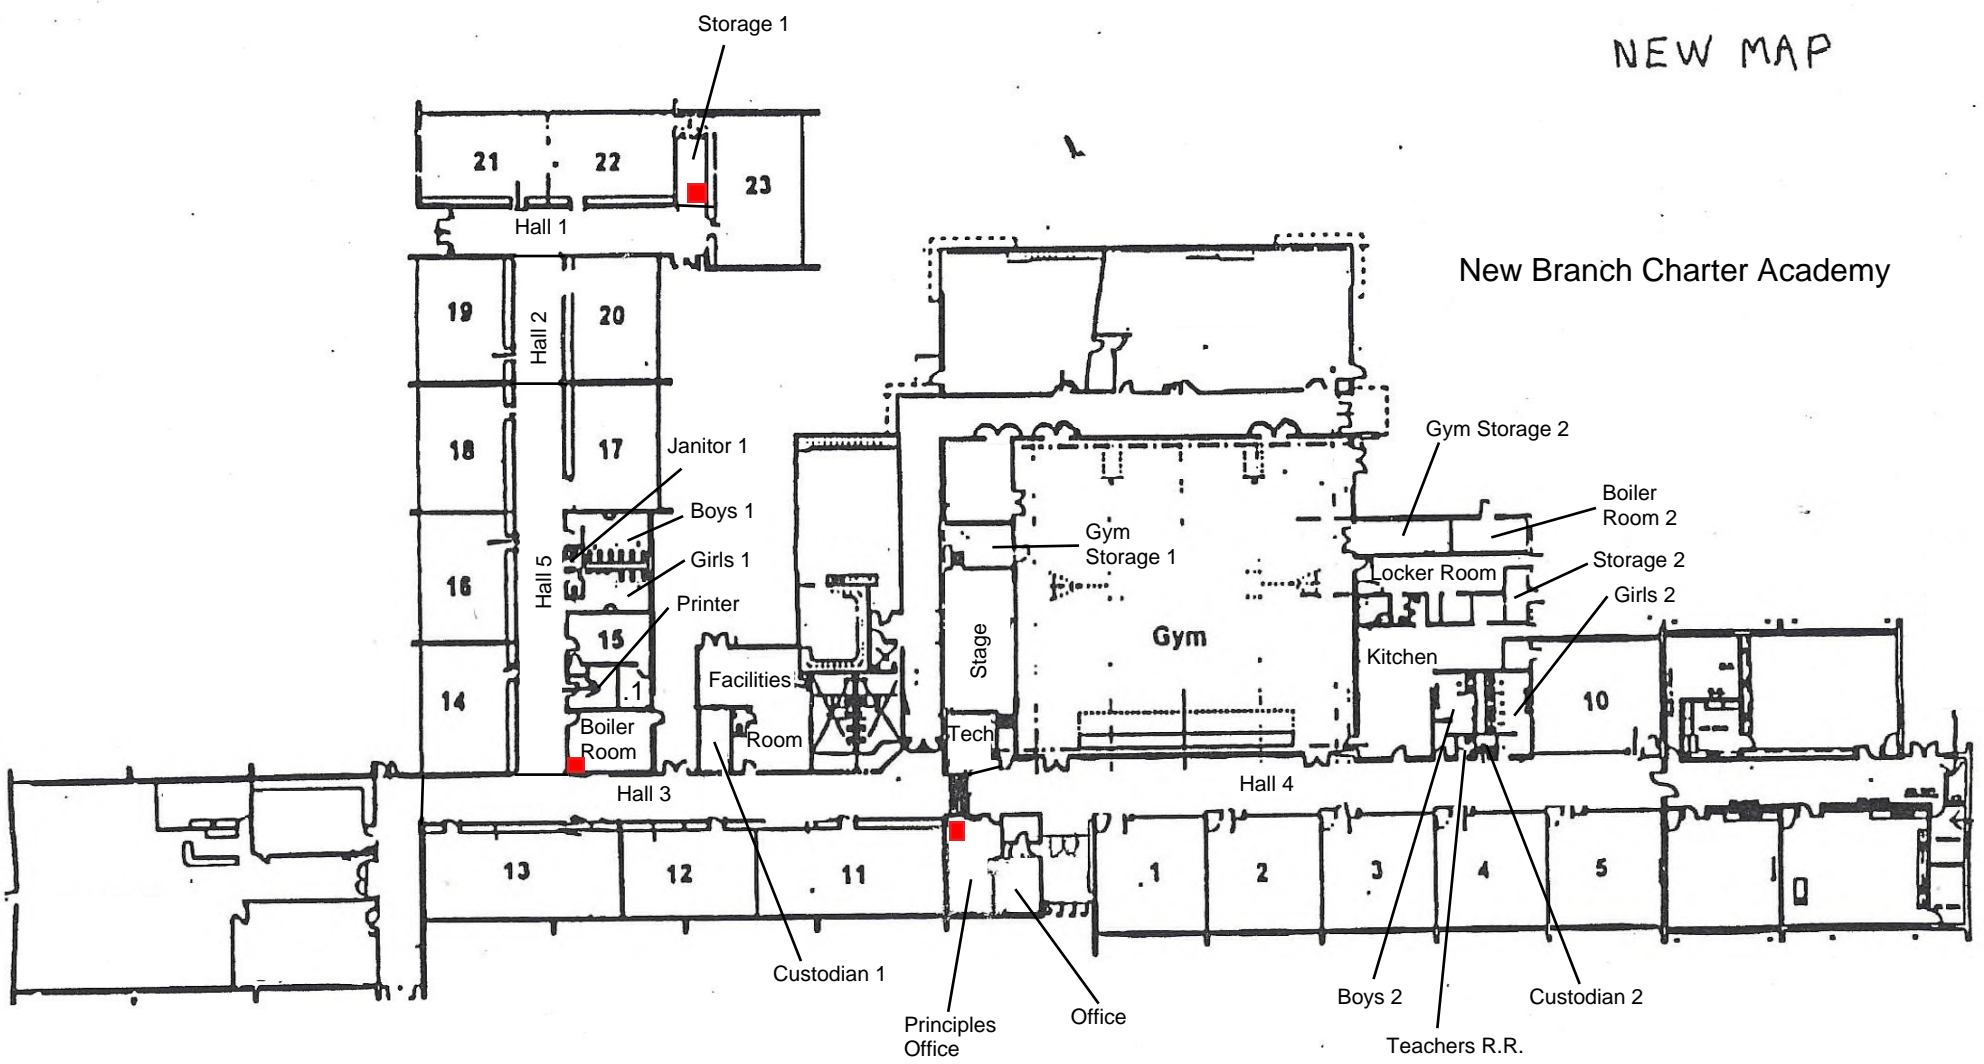 Storage 1
NEW MAP
21
22
23
Hall 1
New Branch Charter Academy
19
Hall 2
20
18
17
Janitor 1
Gym Storage 2
Boys 1
Boiler
Room 2
Gym
Storage 1
Girls 1
Hall 5
16
Locker Room
Storage 2
Printer
Girls 2
15
Stage
Gym
Kitchen
14
.1
Facilities
10
Boiler
Room
Room
Tech
Hall 3
Hall 4
13
12
11
1
2
3
4
5
Custodian 1
Principles
Office
Office
Boys 2
Custodian 2
Teachers R.R.